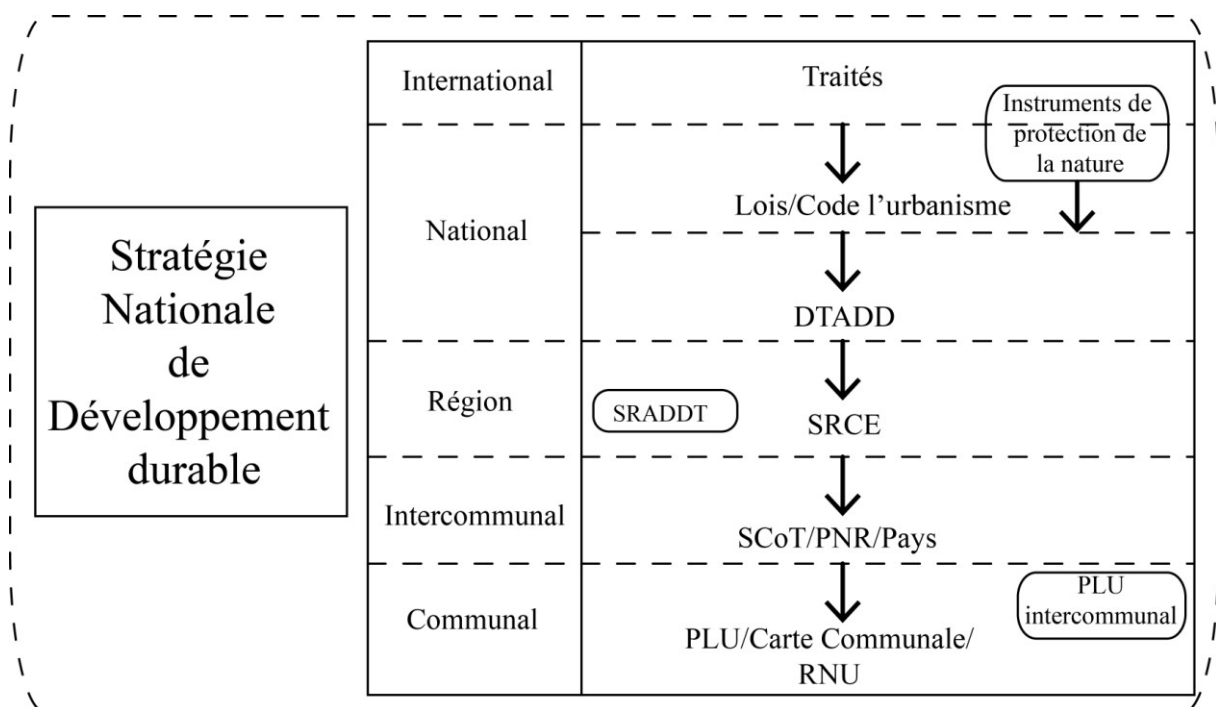 Stratégie
Nationale
de
Développement
durable
International
Traités
Instruments de
protection de
la nature
National
Lois/Code l’urbanisme
DTADD
Région
SRADDT
SRCE
Intercommunal
SCoT/PNR/Pays
Communal
PLU
intercommunal
PLU/Carte Communale/
RNU